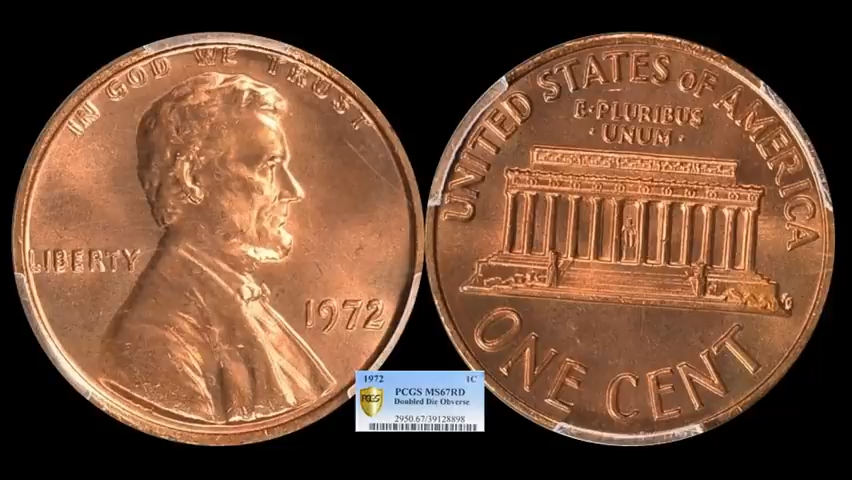 IN GOD WE TRUST
LIBERTY
1972
UNITED STATES OF AMERICA
E·PLURIBUS
·UNUM·
ONE CENT
1972 1C
PCGS MS67RD
Doubled Die Obverse
PCGS
2950.67/39128898